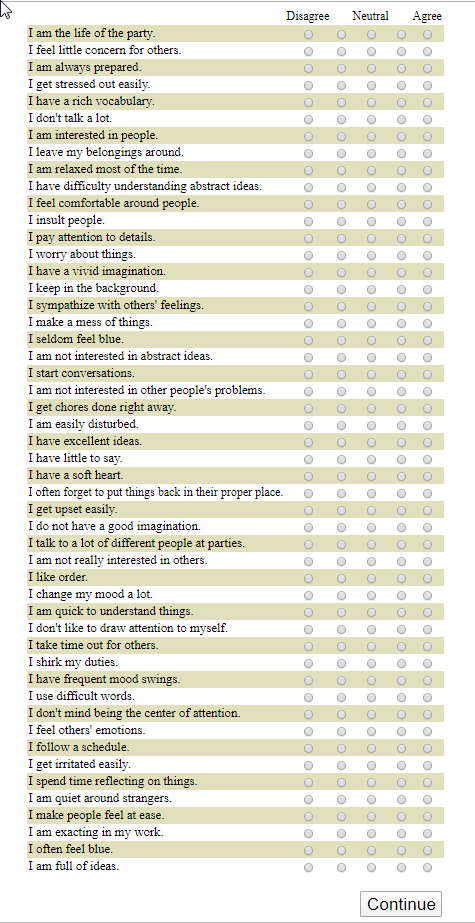 Disagree Neutral Agree
I am the life of the party.
I feel little concern for others.
I am always prepared.
I get stressed out easily.
I have a rich vocabulary.
I don't talk a lot.
I am interested in people.
I leave my belongings around.
I am relaxed most of the time.
I have difficulty understanding abstract ideas.
I feel comfortable around people.
I insult people.
I pay attention to details.
I worry about things.
I have a vivid imagination.
I keep in the background.
I sympathize with others' feelings.
I make a mess of things.
I seldom feel blue.
I am not interested in abstract ideas.
I start conversations.
I am not interested in other people's problems.
I get chores done right away.
I am easily disturbed.
I have excellent ideas.
I have little to say.
I have a soft heart.
I often forget to put things back in their proper place.
I get upset easily.
I do not have a good imagination.
I talk to a lot of different people at parties.
I am not really interested in others.
I like order.
I change my mood a lot.
I am quick to understand things.
I don't like to draw attention to myself.
I take time out for others.
I shirk my duties.
I have frequent mood swings.
I use difficult words.
I don't mind being the center of attention.
I feel others' emotions.
I follow a schedule.
I get irritated easily.
I spend time reflecting on things.
I am quiet around strangers.
I make people feel at ease.
I am exacting in my work.
I often feel blue.
I am full of ideas.
Continue